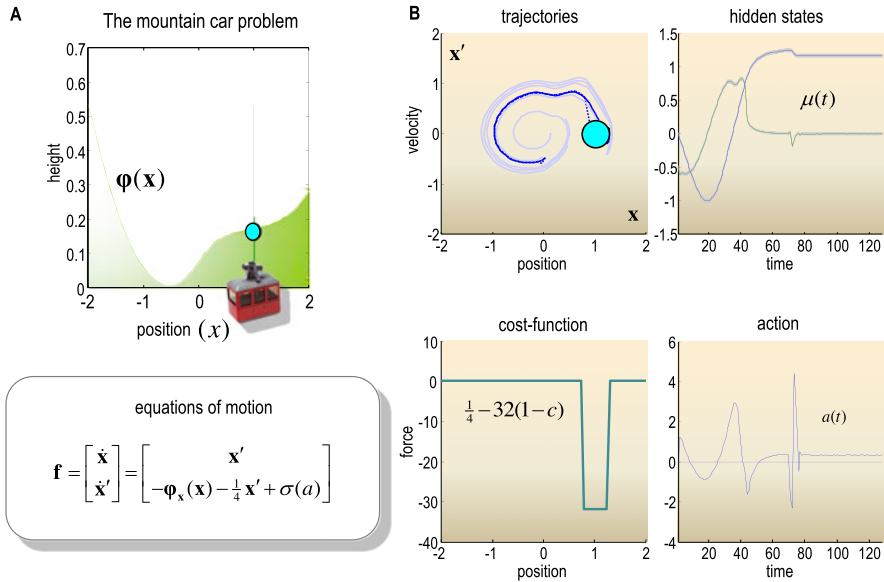 A
The mountain car problem
0.7
0.6
0.5
0.4
0.3
0.2
0.1
0
height
φ(x)
-2
-1
0
1
2
position (x)
equations of motion
f = [ẋ ẋ′] = [x′ −φₓ(x) − ¼x′ + σ(a)]
B
trajectories
2
1
0
-1
-2
velocity
x′
x
-2
-1
0
1
2
position
hidden states
1.5
1
0.5
0
-0.5
-1
-1.5
μ(t)
20
40
60
80
100
120
time
cost-function
10
0
-10
-20
-30
-40
force
¼ − 32(1 − c)
-2
-1
0
1
2
position
action
6
4
2
0
-2
-4
a(t)
20
40
60
80
100
120
time